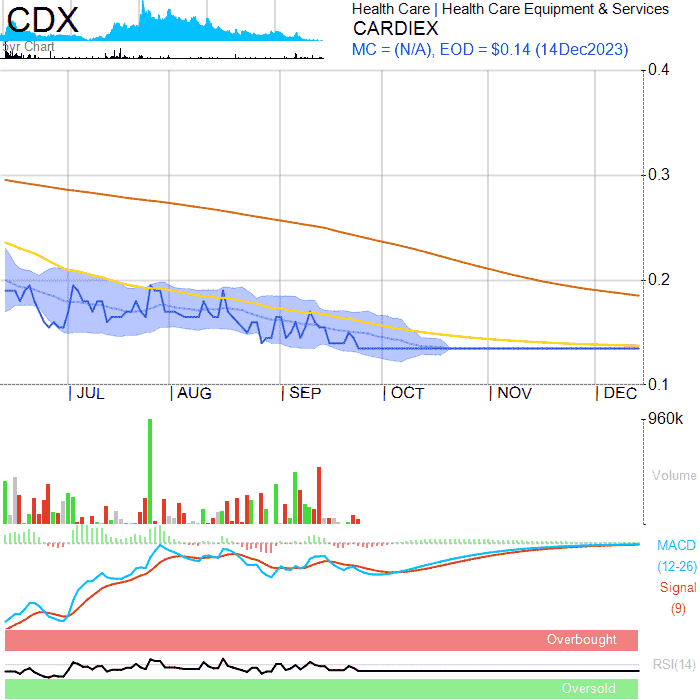 CDX
Health Care | Health Care Equipment & Services
CARDIEX
MC = (N/A), EOD = $0.14 (14Dec2023)
5yr Chart
0.4
0.3
0.2
0.1
JUL
AUG
SEP
OCT
NOV
DEC
960k
Volume
MACD
(12-26)
Signal
(9)
Overbought
RSI(14)
Oversold